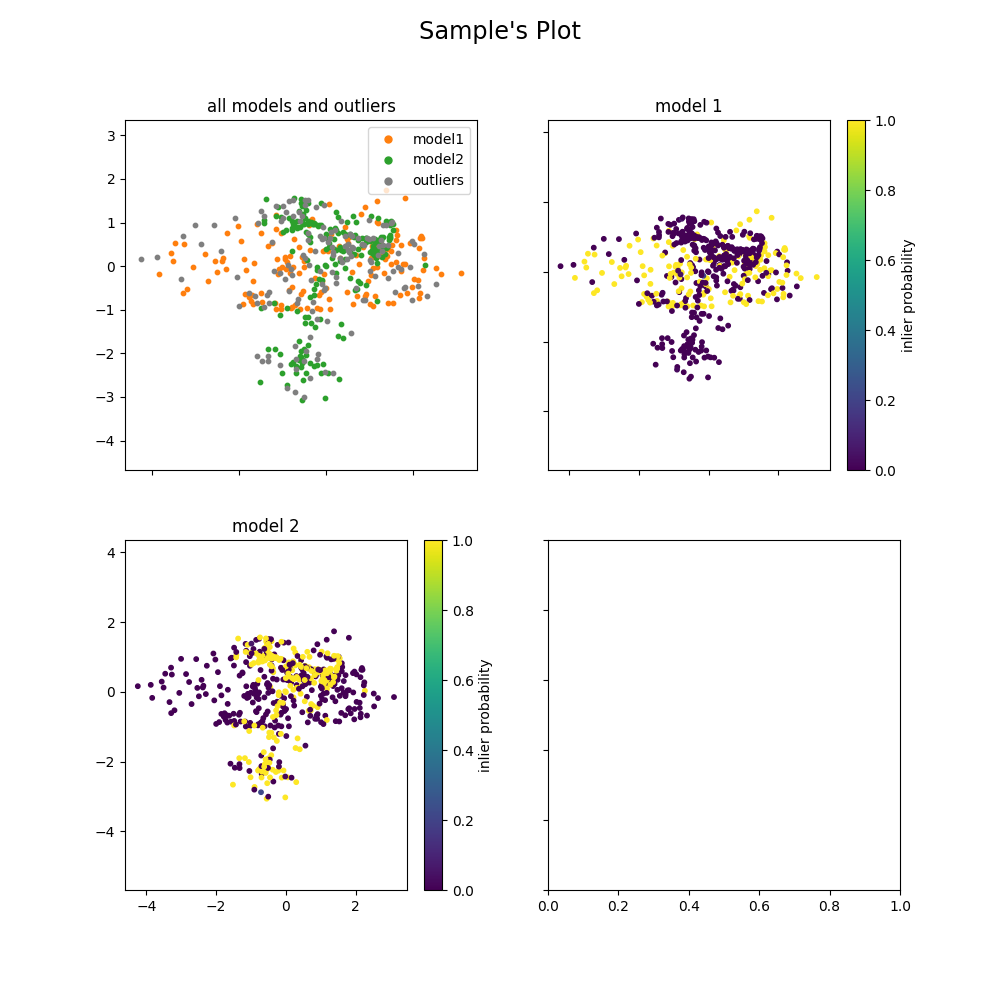 Sample's Plot
all models and outliers
model1
model2
outliers
3
2
1
0
−1
−2
−3
−4
model 1
1.0
0.8
0.6
0.4
0.2
0.0
inlier probability
model 2
4
2
0
−2
−4
−4 −2 0 2
1.0
0.8
0.6
0.4
0.2
0.0
inlier probability
0.0 0.2 0.4 0.6 0.8 1.0